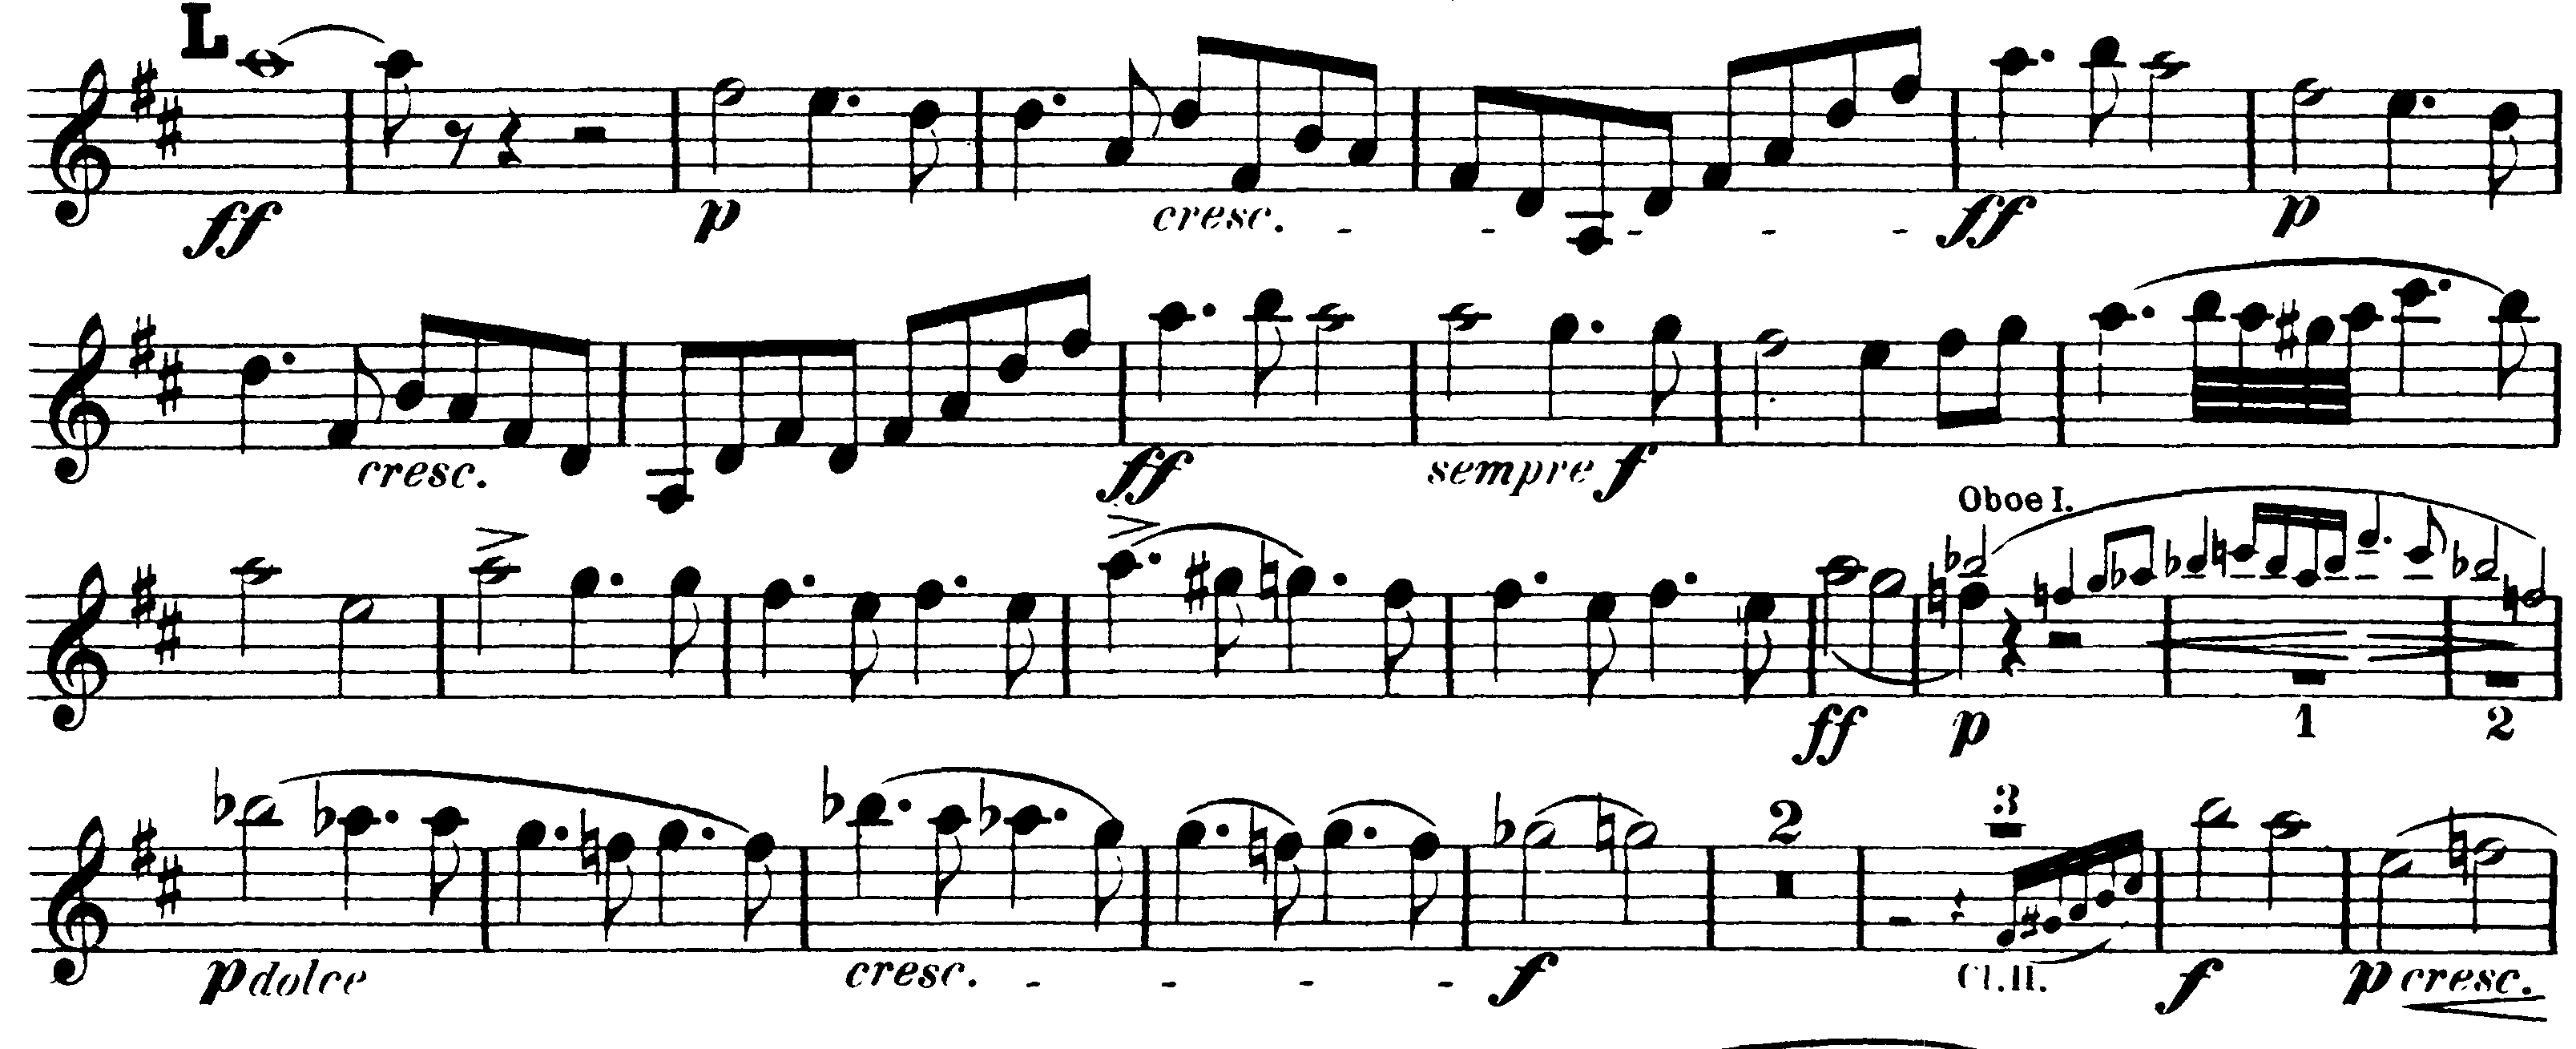 L
ff p cresc. - - - - - ff p
cresc. ff sempre f
Oboe I.
ff p 1 2
2 3
p dolce cresc. - - - - f Cl.II. f p cresc.